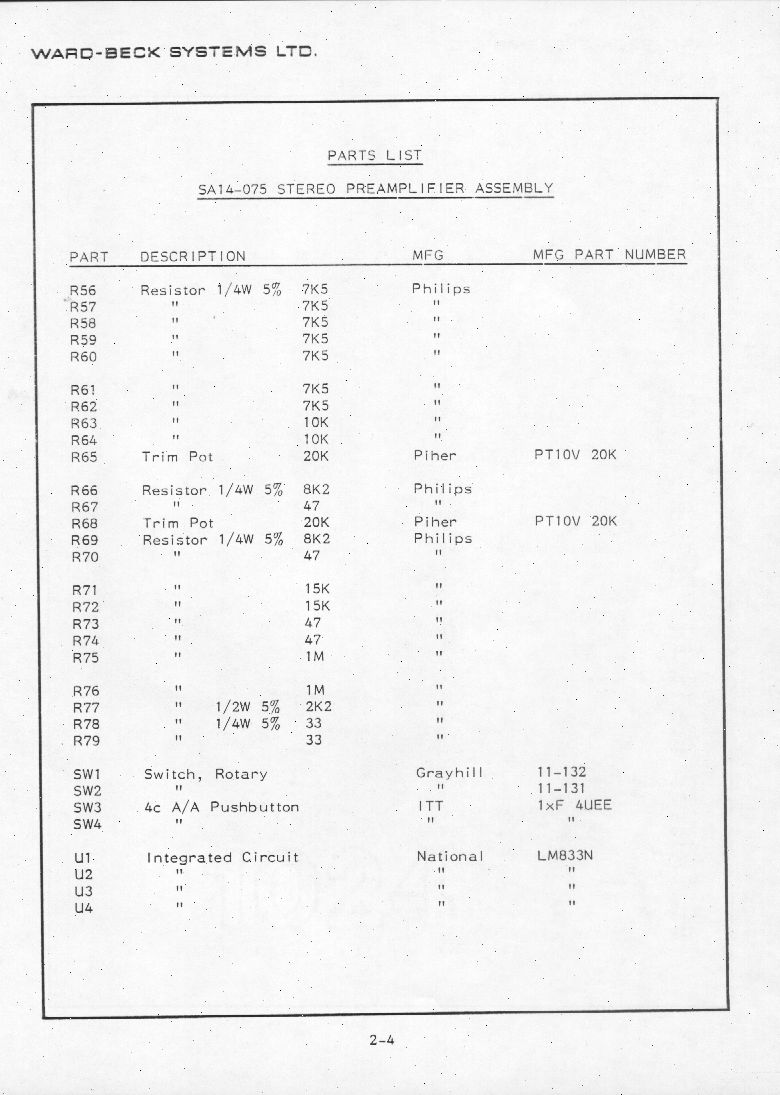 WARD-BECK SYSTEMS LTD.
PARTS LIST
SA14-075 STEREO PREAMPLIFIER ASSEMBLY
PART DESCRIPTION MFG MFG PART NUMBER
R56 Resistor 1/4W 5% 7K5 Philips
R57 " 7K5 "
R58 " 7K5 "
R59 " 7K5 "
R60 " 7K5 "
R61 " 7K5 "
R62 " 7K5 "
R63 " 10K "
R64 " 10K "
R65 Trim Pot 20K Piher PT10V 20K
R66 Resistor 1/4W 5% 8K2 Philips
R67 " 47 "
R68 Trim Pot 20K Piher PT10V 20K
R69 Resistor 1/4W 5% 8K2 Philips
R70 " 47 "
R71 " 15K "
R72 " 15K "
R73 " 47 "
R74 " 47 "
R75 " 1M "
R76 " 1M "
R77 " 1/2W 5% 2K2 "
R78 " 1/4W 5% 33 "
R79 " 33 "
SW1 Switch, Rotary Grayhill 11-132
SW2 " " 11-131
SW3 4c A/A Pushbutton ITT 1xF 4UEE
SW4 " " "
U1 Integrated Circuit National LM833N
U2 " " "
U3 " " "
U4 " " "
2-4